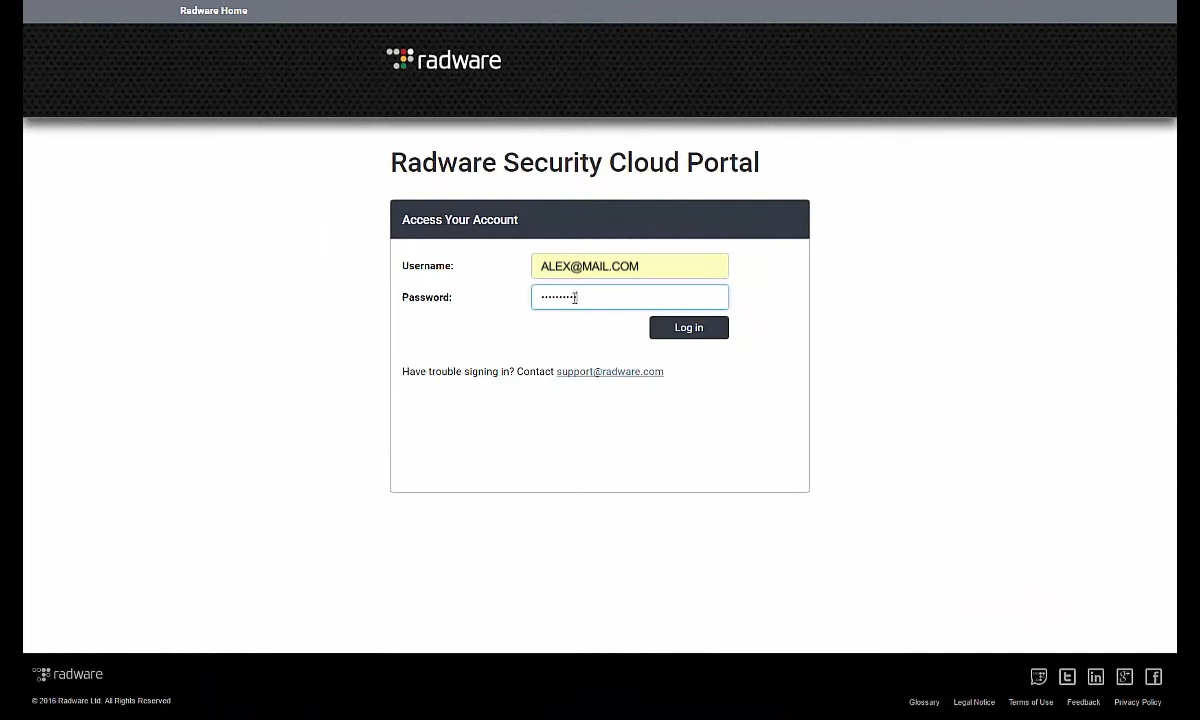 Radware Home
radware
Radware Security Cloud Portal
Access Your Account
Username:
ALEX@MAIL.COM
Password:
Log in
Have trouble signing in? Contact support@radware.com
radware
© 2016 Radware Ltd. All Rights Reserved
Glossary Legal Notice Terms of Use Feedback Privacy Policy